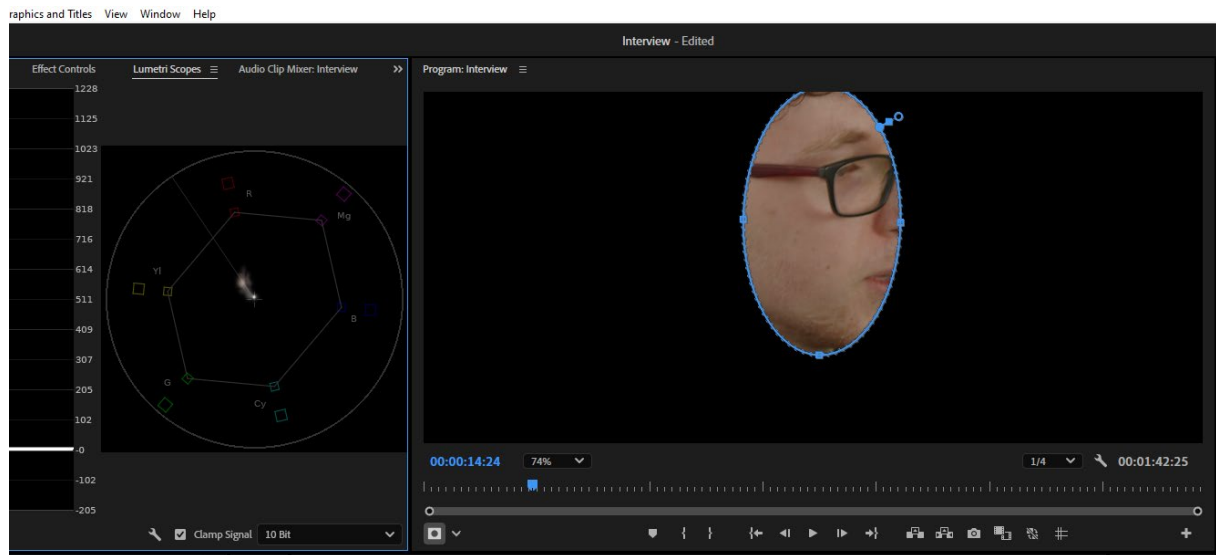 raphics and Titles View Window Help
Interview - Edited
Effect Controls Lumetri Scopes Audio Clip Mixer: Interview
Program: Interview
1228
1125
1023
921
818
716
614
511
409
307
205
102
-0
-102
-205
R
Mg
Yl
B
G
Cy
00:00:14:24 74% 1/4 00:01:42:25
Clamp Signal 10 Bit